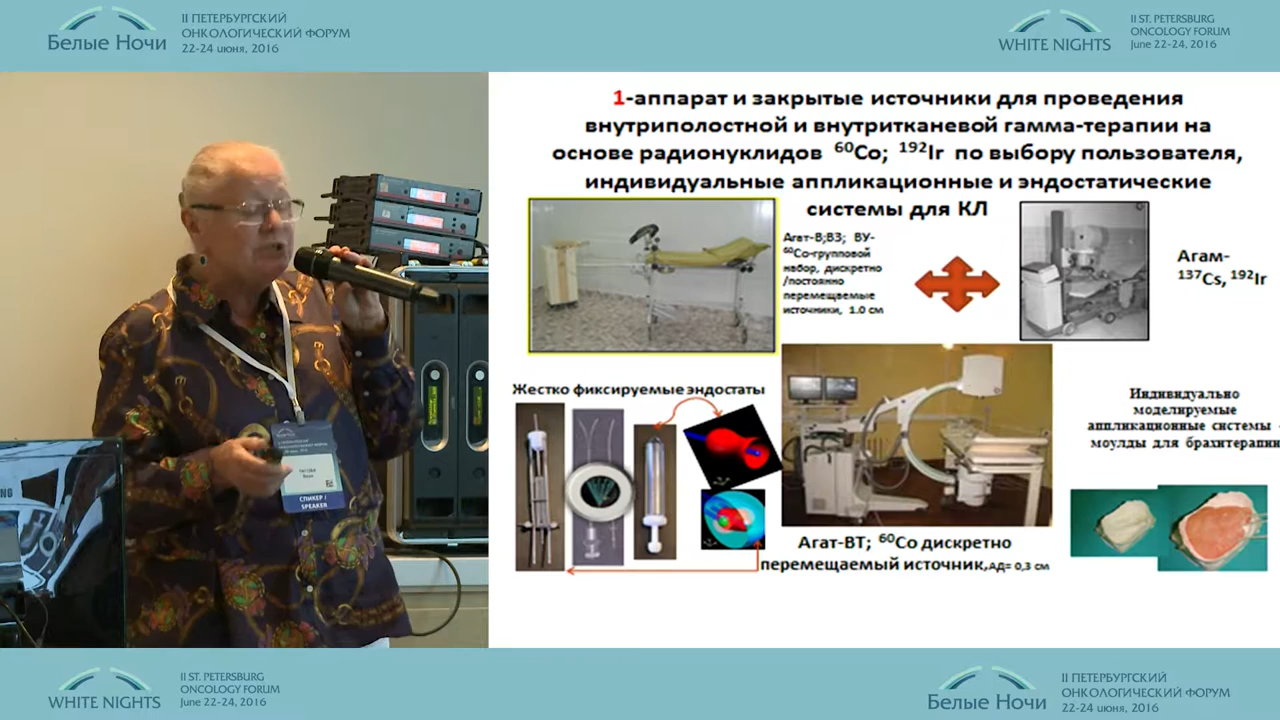 Белые Ночи
II ПЕТЕРБУРГСКИЙ
ОНКОЛОГИЧЕСКИЙ ФОРУМ
22-24 июня, 2016
WHITE NIGHTS
II ST. PETERSBURG
ONCOLOGY FORUM
June 22-24, 2016
1-аппарат и закрытые источники для проведения
внутриполостной и внутритканевой гамма-терапии на
основе радионуклидов 60Co; 192Ir по выбору пользователя,
индивидуальные аппликационные и эндостатические
системы для КЛ
Агат-В;В3; ВУ-
60Co-групповой
набор, дискретно
/постоянно
перемещаемые
источники, 1.0 см
Агам-
137Cs, 192Ir
Жестко фиксируемые эндостаты
Индивидуально
моделируемые
аппликационные системы -
моулды для брахитерапии
Агат-ВТ; 60Co дискретно
перемещаемый источник,АД= 0,3 см
СПИКЕР /
SPEAKER
WHITE NIGHTS
II ST. PETERSBURG
ONCOLOGY FORUM
June 22-24, 2016
Белые Ночи
II ПЕТЕРБУРГСКИЙ
ОНКОЛОГИЧЕСКИЙ ФОРУМ
22-24 июня, 2016